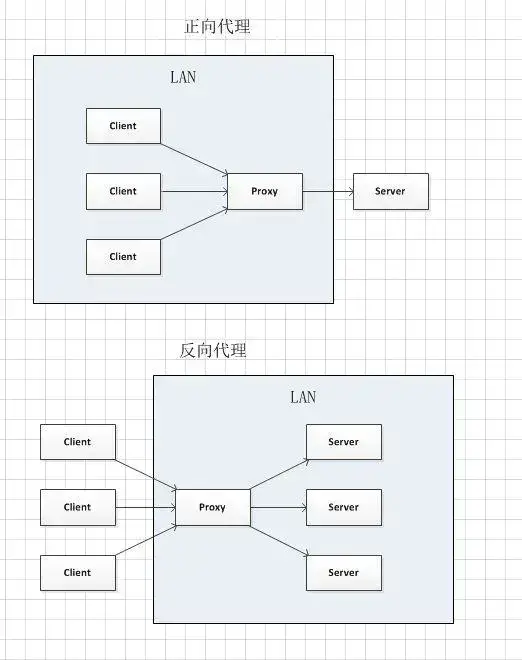 正向代理
LAN
Client
Client
Proxy
Server
Client
反向代理
LAN
Client
Server
Client
Proxy
Server
Client
Server